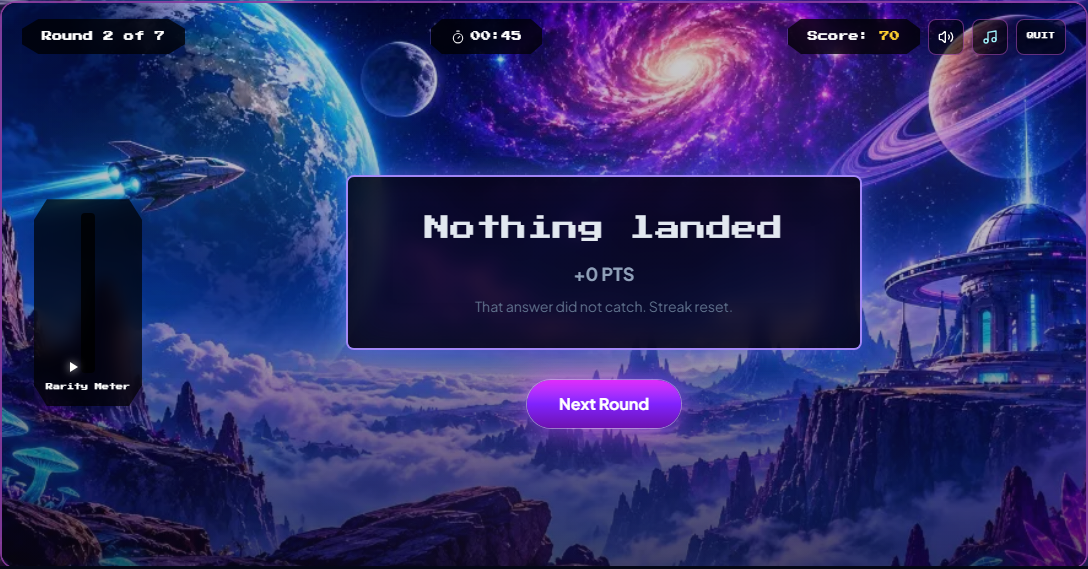 Round 2 of 7
00:45
Score: 70
QUIT
Nothing landed
+0 PTS
That answer did not catch. Streak reset.
Rarity Meter
Next Round